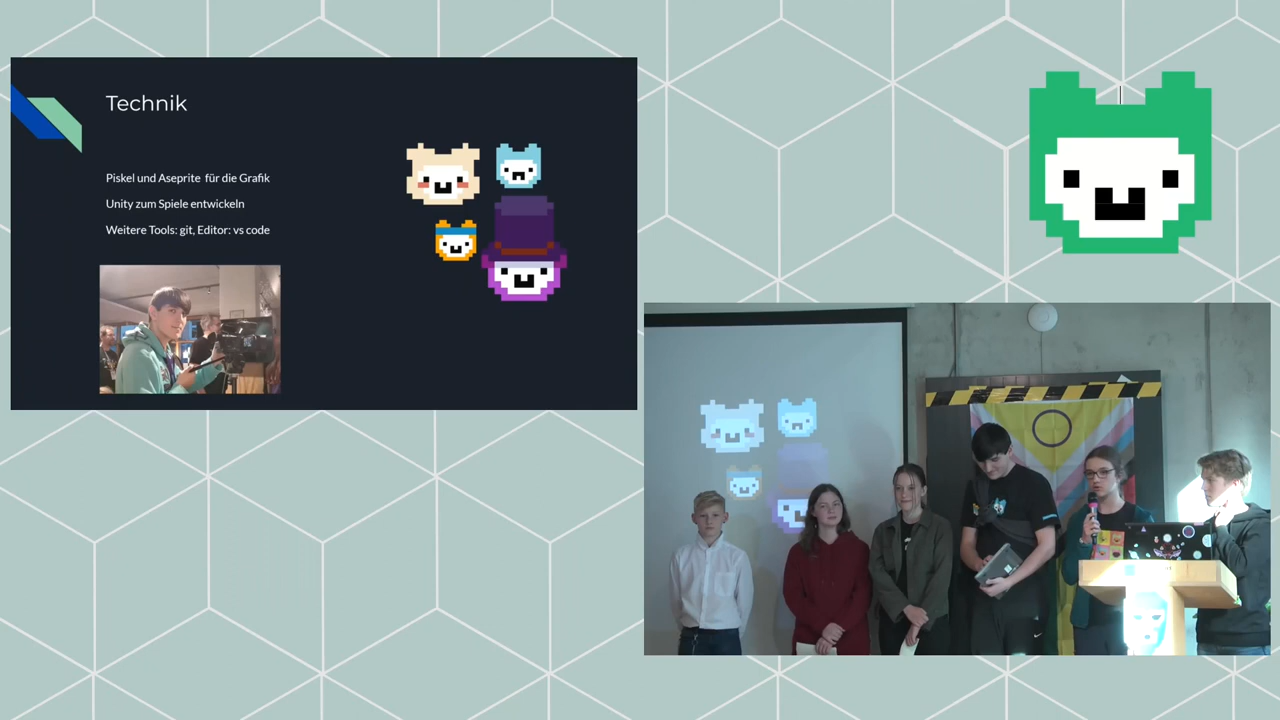 Technik
Piskel und Aseprite für die Grafik
Unity zum Spiele entwickeln
Weitere Tools: git, Editor: vs code